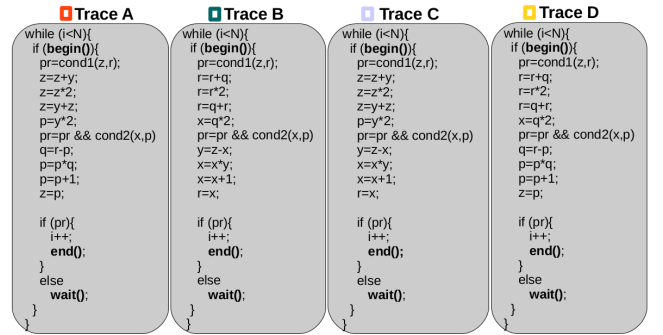 Trace A
while (i<N){
if (begin()){
pr=cond1(z,r);
z=z+y;
z=z*2;
z=y+z;
p=y*2;
pr=pr && cond2(x,p)
q=r-p;
p=p*q;
p=p+1;
z=p;
if (pr){
i++;
end();
}
else
wait();
}
}
Trace B
while (i<N){
if (begin()){
pr=cond1(z,r);
r=r+q;
r=r*2;
r=q+r;
x=q*2;
pr=pr && cond2(x,p)
y=z-x;
x=x*y;
x=x+1;
r=x;
if (pr){
i++;
end();
}
else
wait();
}
}
Trace C
while (i<N){
if (begin()){
pr=cond1(z,r);
z=z+y;
z=z*2;
z=y+z;
p=y*2;
pr=pr && cond2(x,p)
y=z-x;
x=x*y;
x=x+1;
r=x;
if (pr){
i++;
end();
}
else
wait();
}
}
Trace D
while (i<N){
if (begin()){
pr=cond1(z,r);
r=r+q;
r=r*2;
r=q+r;
x=q*2;
pr=pr && cond2(x,p)
q=r-p;
p=p*q;
p=p+1;
z=p;
if (pr){
i++;
end();
}
else
wait();
}
}